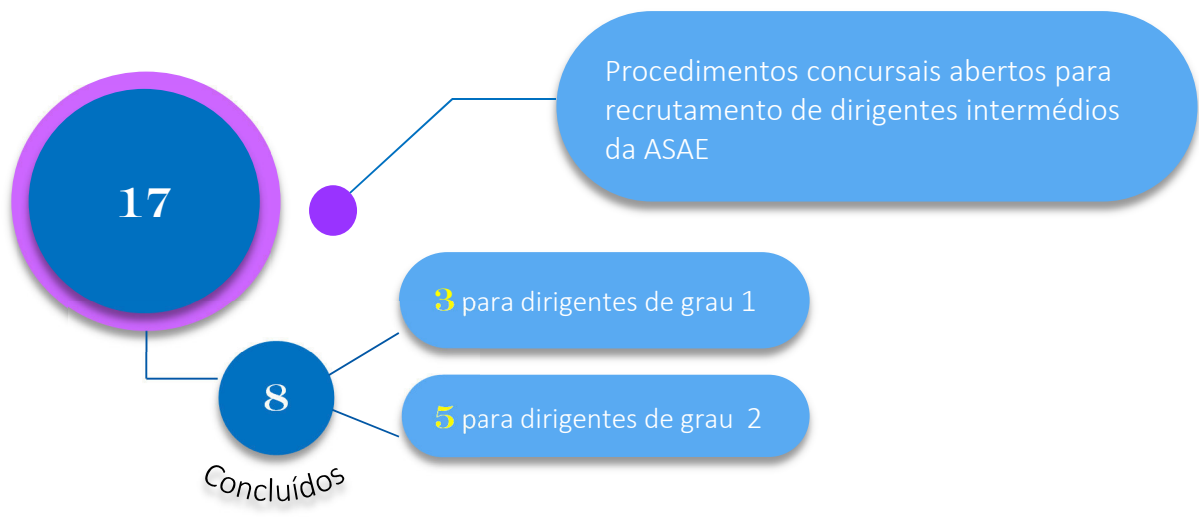 17
Procedimentos concursais abertos para
recrutamento de dirigentes intermédios
da ASAE
8
Concluídos
3 para dirigentes de grau 1
5 para dirigentes de grau 2